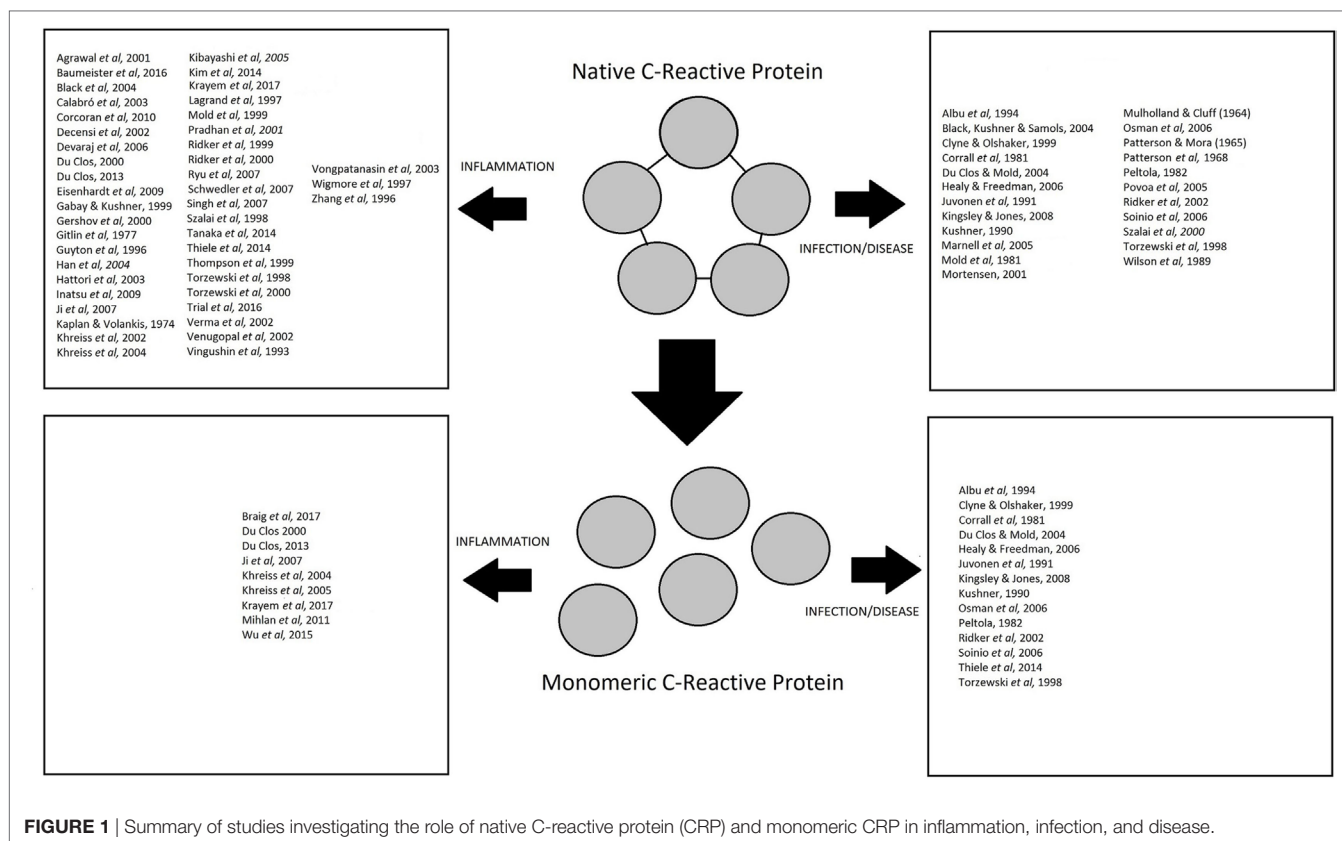 Agrawal et al, 2001
Baumeister et al, 2016
Black et al, 2004
Calabró et al, 2003
Corcoran et al, 2010
Decensi et al, 2002
Devaraj et al, 2006
Du Clos, 2000
Du Clos, 2013
Eisenhardt et al, 2009
Gabay & Kushner, 1999
Gershov et al, 2000
Gitlin et al, 1977
Guyton et al, 1996
Han et al, 2004
Hattori et al, 2003
Inatsu et al, 2009
Ji et al, 2007
Kaplan & Volankis, 1974
Khreiss et al, 2002
Khreiss et al, 2004
Kibayashi et al, 2005
Kim et al, 2014
Krayem et al, 2017
Lagrand et al, 1997
Mold et al, 1999
Pradhan et al, 2001
Ridker et al, 1999
Ridker et al, 2000
Ryu et al, 2007
Schwedler et al, 2007
Singh et al, 2007
Szalai et al, 1998
Tanaka et al, 2014
Thiele et al, 2014
Thompson et al, 1999
Torzewski et al, 1998
Torzewski et al, 2000
Trial et al, 2016
Verma et al, 2002
Venugopal et al, 2002
Vingushin et al, 1993
Vongpatanasin et al, 2003
Wigmore et al, 1997
Zhang et al, 1996
INFLAMMATION
Native C-Reactive Protein
INFECTION/DISEASE
Albu et al, 1994
Black, Kushner & Samols, 2004
Clyne & Olshaker, 1999
Corrall et al, 1981
Du Clos & Mold, 2004
Healy & Freedman, 2006
Juvonen et al, 1991
Kingsley & Jones, 2008
Kushner, 1990
Marnell et al, 2005
Mold et al, 1981
Mortensen, 2001
Mulholland & Cluff (1964)
Osman et al, 2006
Patterson & Mora (1965)
Patterson et al, 1968
Peltola, 1982
Povoa et al, 2005
Ridker et al, 2002
Soinio et al, 2006
Szalai et al, 2000
Torzewski et al, 1998
Wilson et al, 1989
Braig et al, 2017
Du Clos 2000
Du Clos, 2013
Ji et al, 2007
Khreiss et al, 2004
Khreiss et al, 2005
Krayem et al, 2017
Mihlan et al, 2011
Wu et al, 2015
INFLAMMATION
INFECTION/DISEASE
Monomeric C-Reactive Protein
Albu et al, 1994
Clyne & Olshaker, 1999
Corrall et al, 1981
Du Clos & Mold, 2004
Healy & Freedman, 2006
Juvonen et al, 1991
Kingsley & Jones, 2008
Kushner, 1990
Osman et al, 2006
Peltola, 1982
Ridker et al, 2002
Soinio et al, 2006
Thiele et al, 2014
Torzewski et al, 1998
FIGURE 1 | Summary of studies investigating the role of native C-reactive protein (CRP) and monomeric CRP in inflammation, infection, and disease.